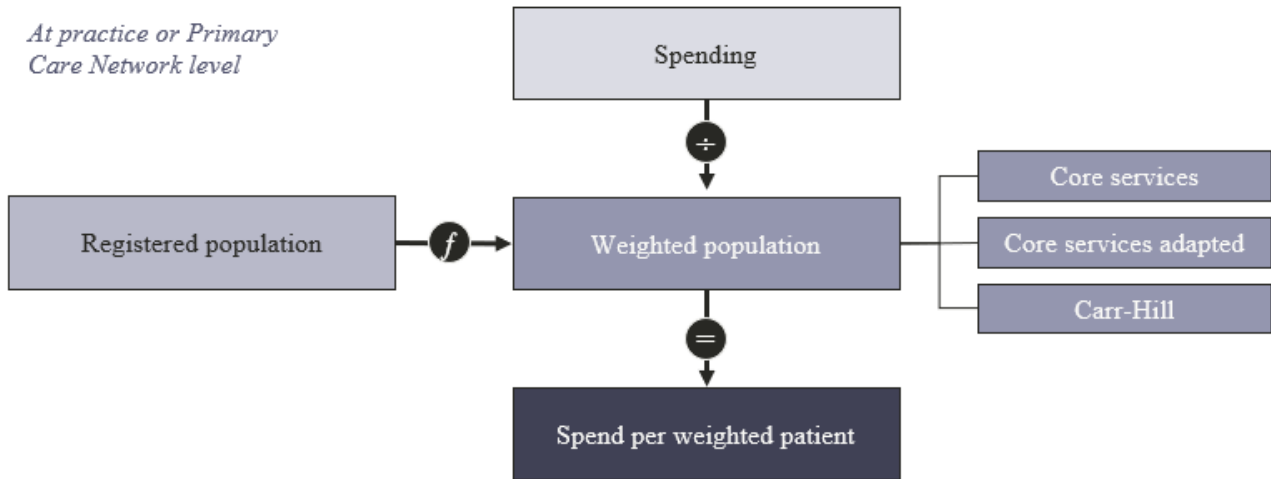 At practice or Primary
Care Network level
Spending
÷
Registered population
f
Weighted population
Core services
Core services adapted
Carr-Hill
=
Spend per weighted patient